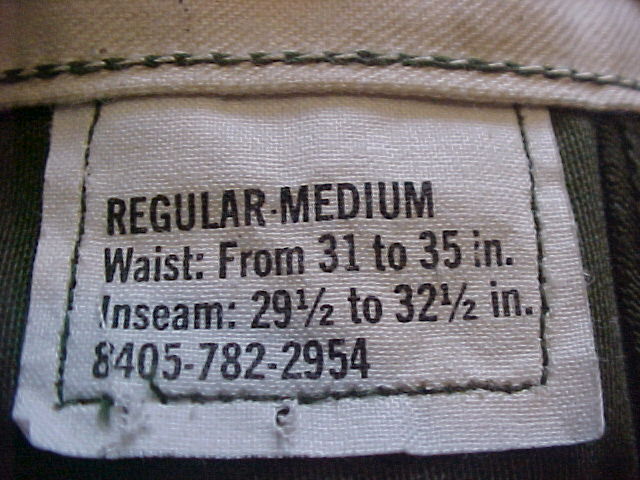 REGULAR-MEDIUM
Waist: From 31 to 35 in.
Inseam: 29½ to 32½ in.
8405-782-2954